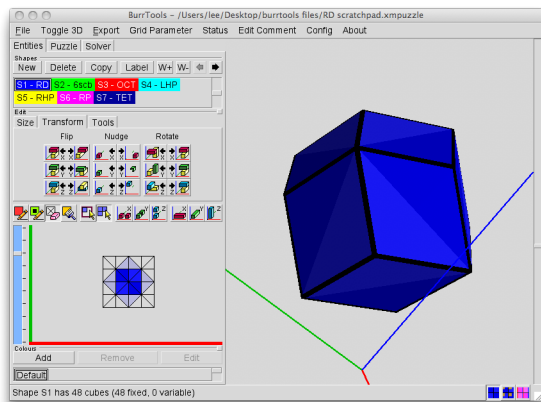 BurrTools - /Users/lee/Desktop/burrtools files/RD scratchpad.xmpuzzle
File Toggle 3D Export Grid Parameter Status Edit Comment Config About
Entities Puzzle Solver
Shapes
New Delete Copy Label W+ W-
S1 - RD S2 - 6scb S3 - OCT S4 - LHP
S5 - RHP S6 - RP S7 - TET
Edit
Size Transform Tools
Flip Nudge Rotate
X X X
Y Y Y
Z Z Z
X Y Z X Y Z
Colours
Add Remove Edit
Default
Shape S1 has 48 cubes (48 fixed, 0 variable)